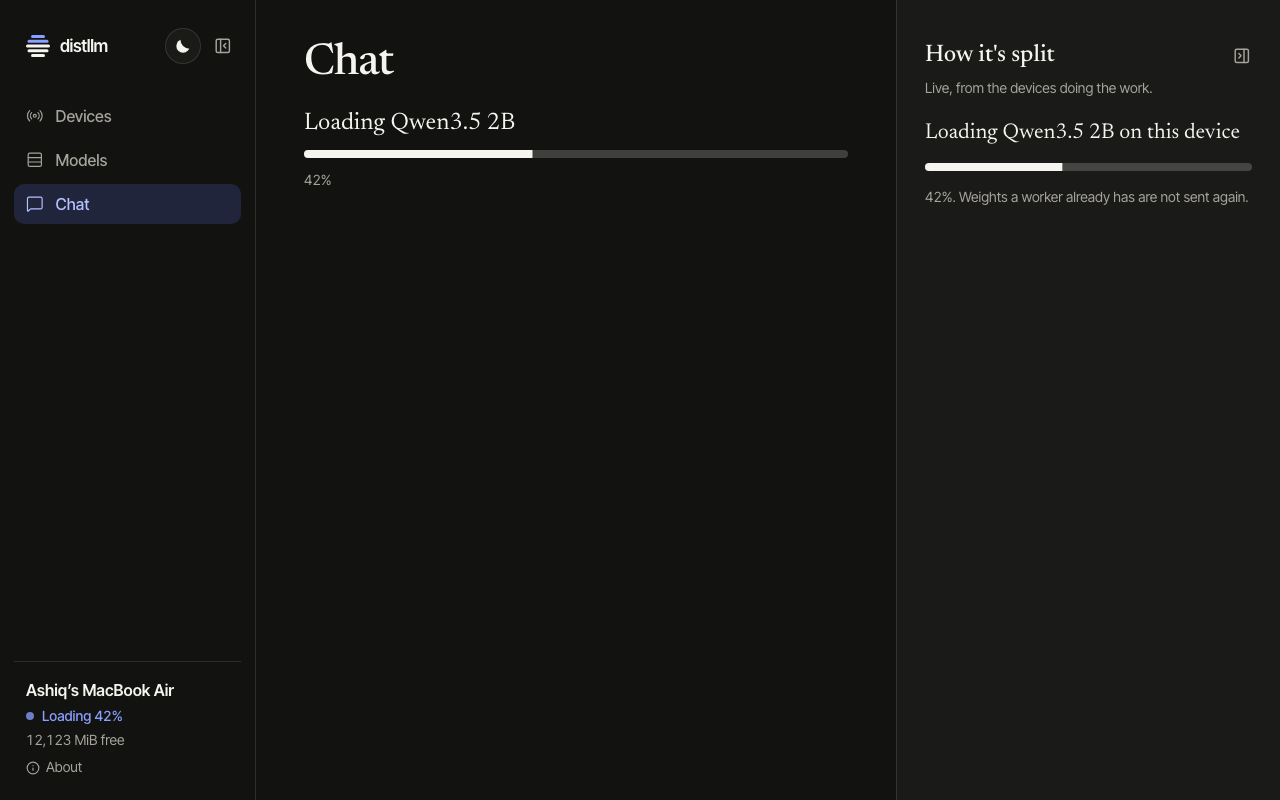 distllm
Devices
Models
Chat
Ashiq’s MacBook Air
Loading 42%
12,123 MiB free
About
Chat
Loading Qwen3.5 2B
42%
How it's split
Live, from the devices doing the work.
Loading Qwen3.5 2B on this device
42%. Weights a worker already has are not sent again.